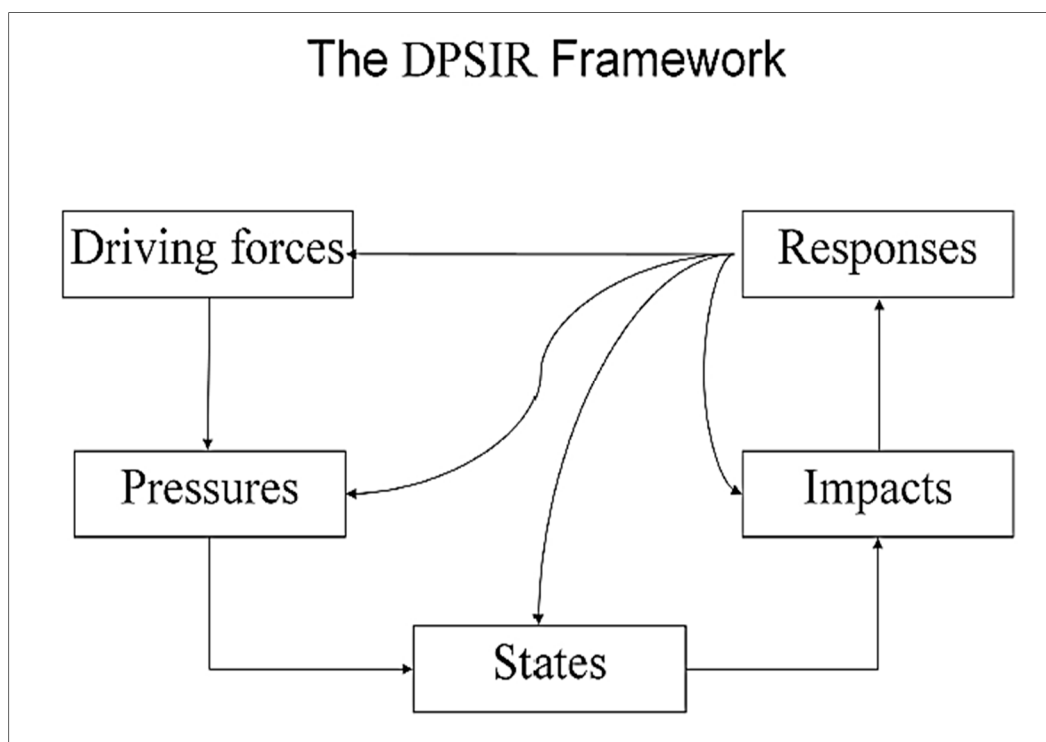 The DPSIR Framework
Driving forces
Responses
Pressures
Impacts
States